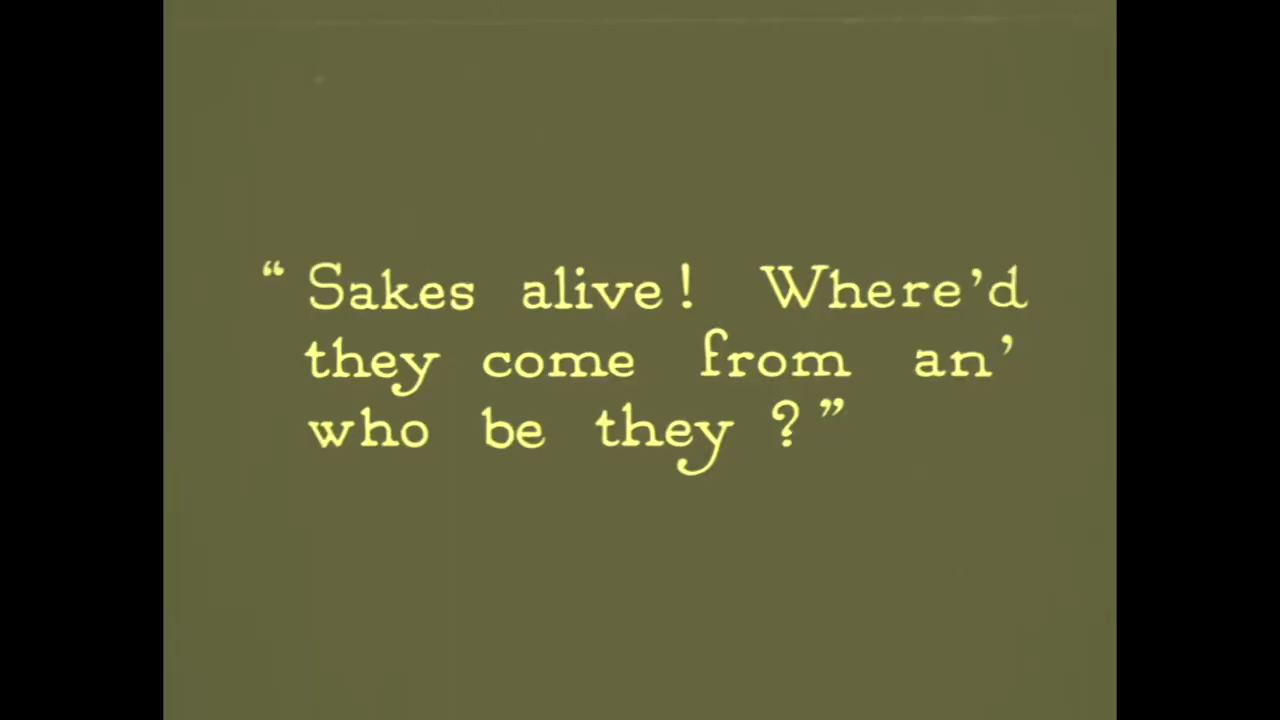 “ Sakes alive! Where’d
they come from an’
who be they ?”